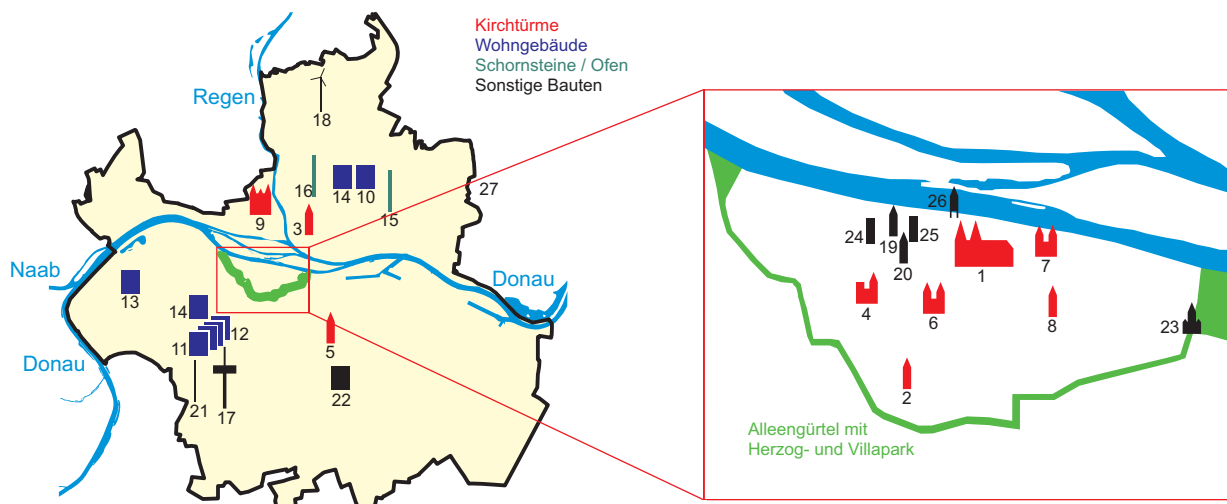 Kirchtürme
Wohngebäude
Schornsteine / Ofen
Sonstige Bauten
Regen
18
16
14
10
15
27
9
3
Naab
Donau
13
14
12
11
5
Donau
21
17
22
26
24
19
25
20
1
7
4
6
8
23
2
Alleengürtel mit
Herzog- und Villapark